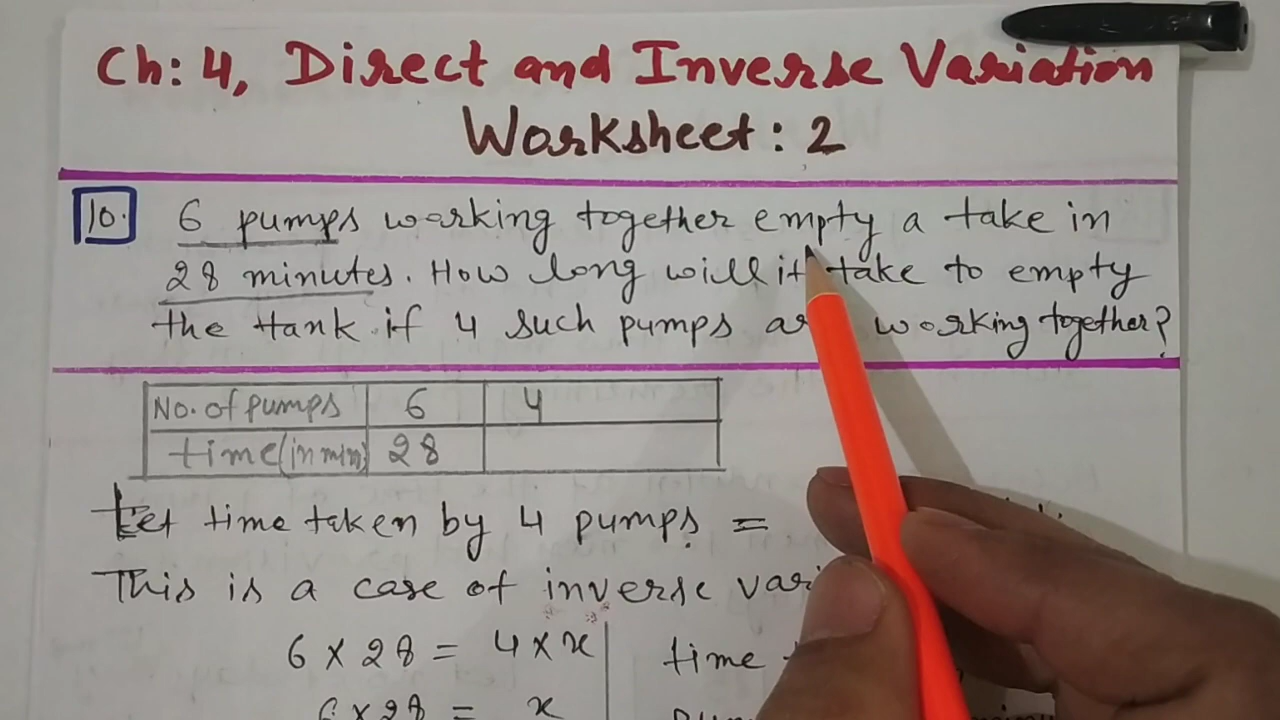 Ch: 4, Direct and Inverse Variation
Worksheet: 2
10. 6 pumps working together empty a take in
28 minutes. How long will it take to empty
the tank if 4 such pumps are working together?
No. of pumps 6 4
time (in min) 28
Let time taken by 4 pumps =
This is a case of inverse vari
6 × 28 = 4 × x
time
6 × 28 = x